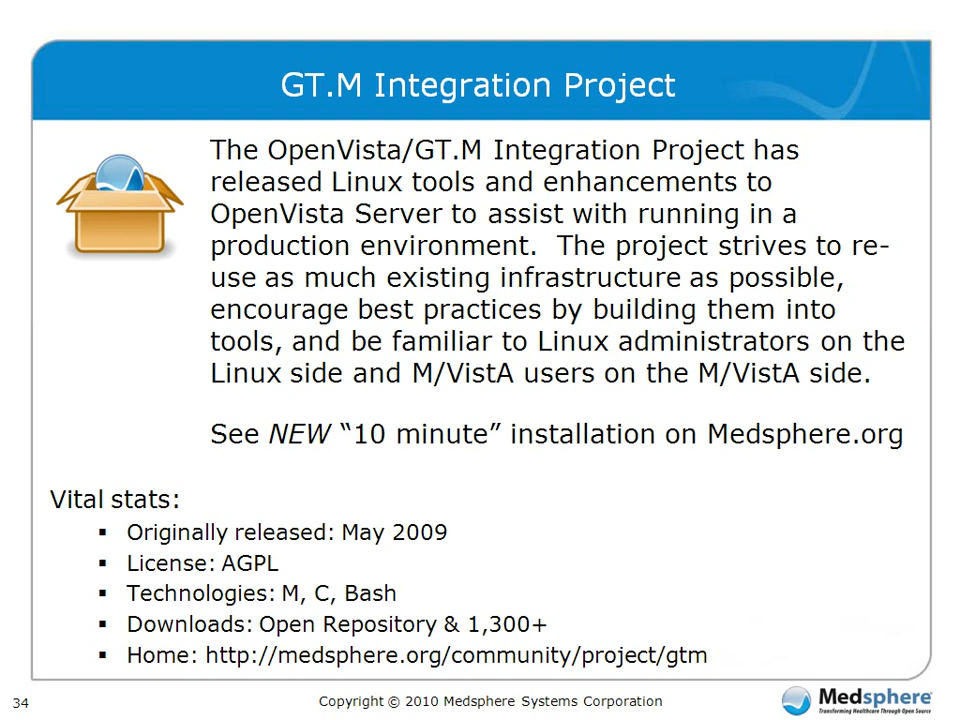 GT.M Integration Project
The OpenVista/GT.M Integration Project has
released Linux tools and enhancements to
OpenVista Server to assist with running in a
production environment.  The project strives to re-
use as much existing infrastructure as possible,
encourage best practices by building them into
tools, and be familiar to Linux administrators on the
Linux side and M/VistA users on the M/VistA side.
See NEW “10 minute” installation on Medsphere.org
Vital stats:
▪ Originally released: May 2009
▪ License: AGPL
▪ Technologies: M, C, Bash
▪ Downloads: Open Repository & 1,300+
▪ Home: http://medsphere.org/community/project/gtm
34
Copyright © 2010 Medsphere Systems Corporation
Medsphere
Transforming Healthcare Through Open Source